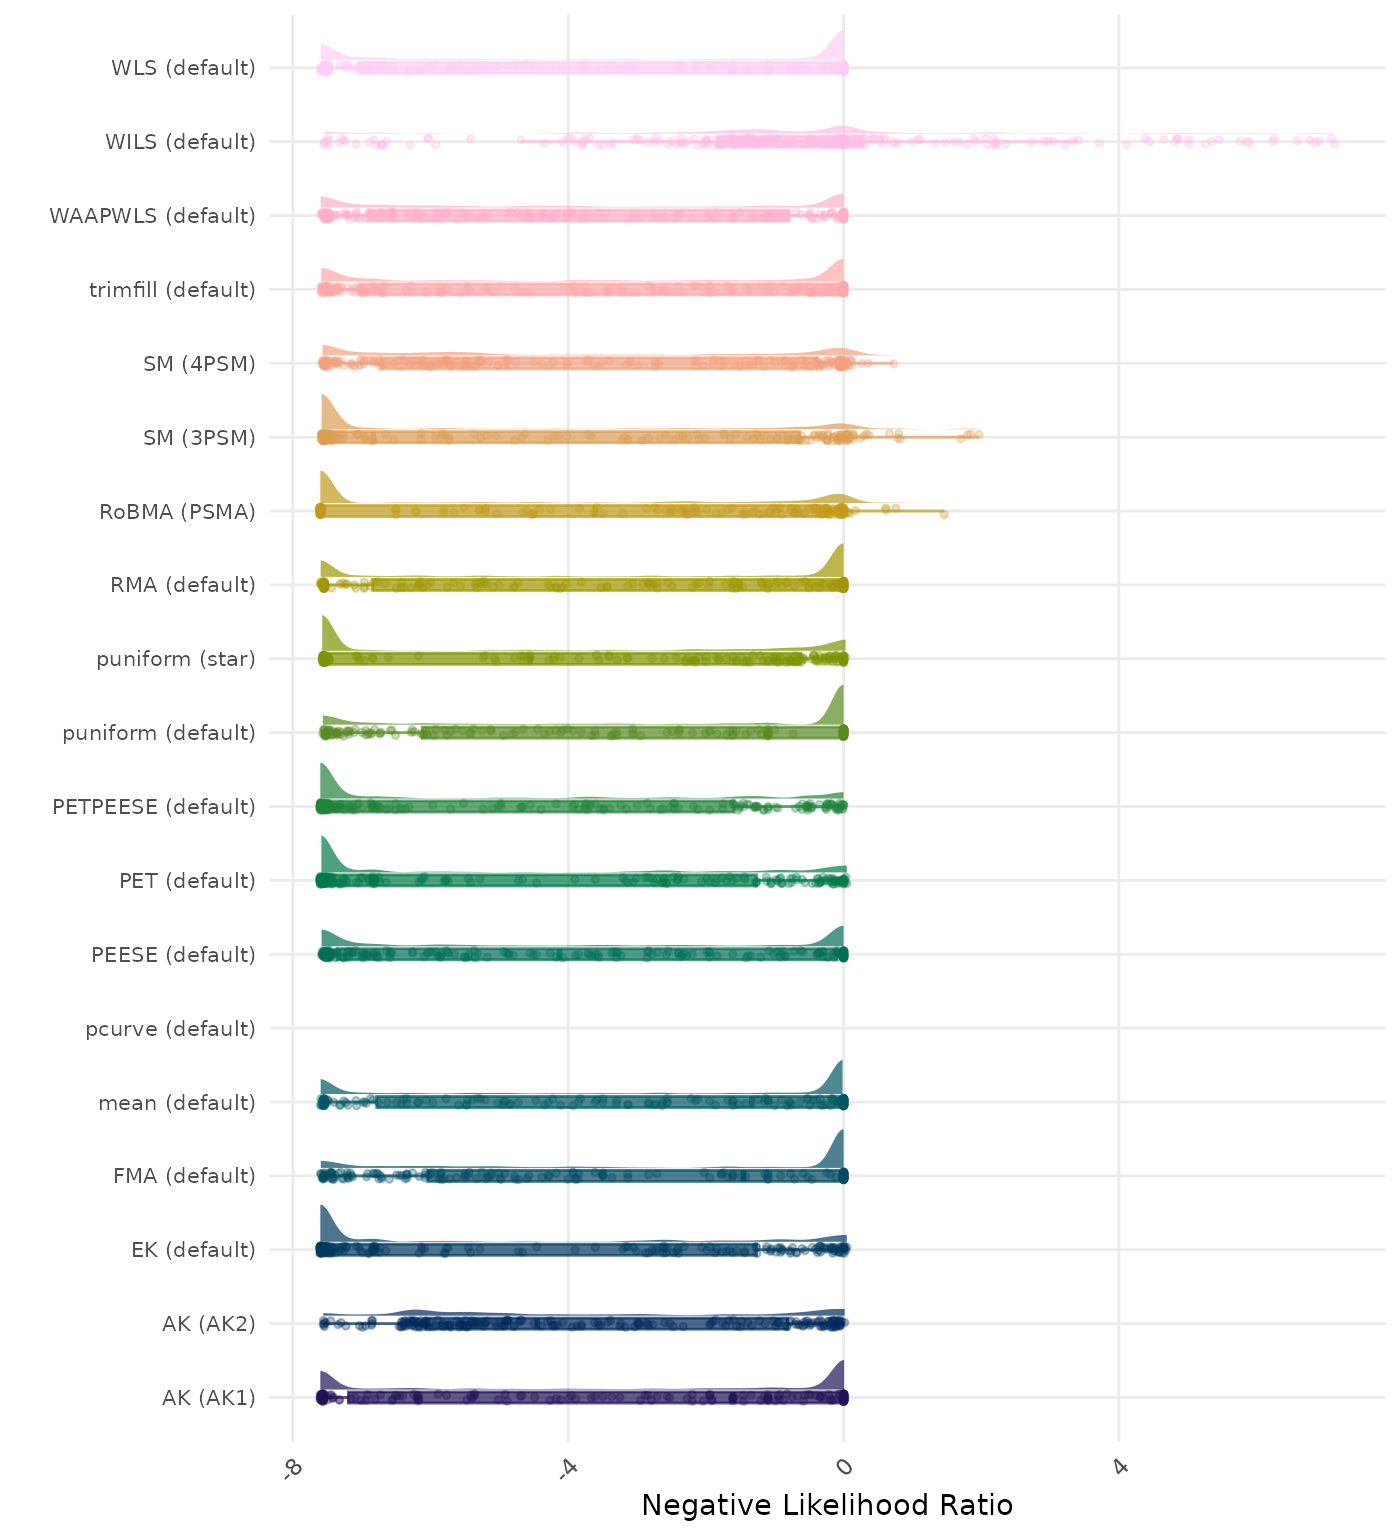 WLS (default)
WILS (default)
WAAPWLS (default)
trimfill (default)
SM (4PSM)
SM (3PSM)
RoBMA (PSMA)
RMA (default)
puniform (star)
puniform (default)
PETPEESE (default)
PET (default)
PEESE (default)
pcurve (default)
mean (default)
FMA (default)
EK (default)
AK (AK2)
AK (AK1)
-8 -4 0 4
Negative Likelihood Ratio